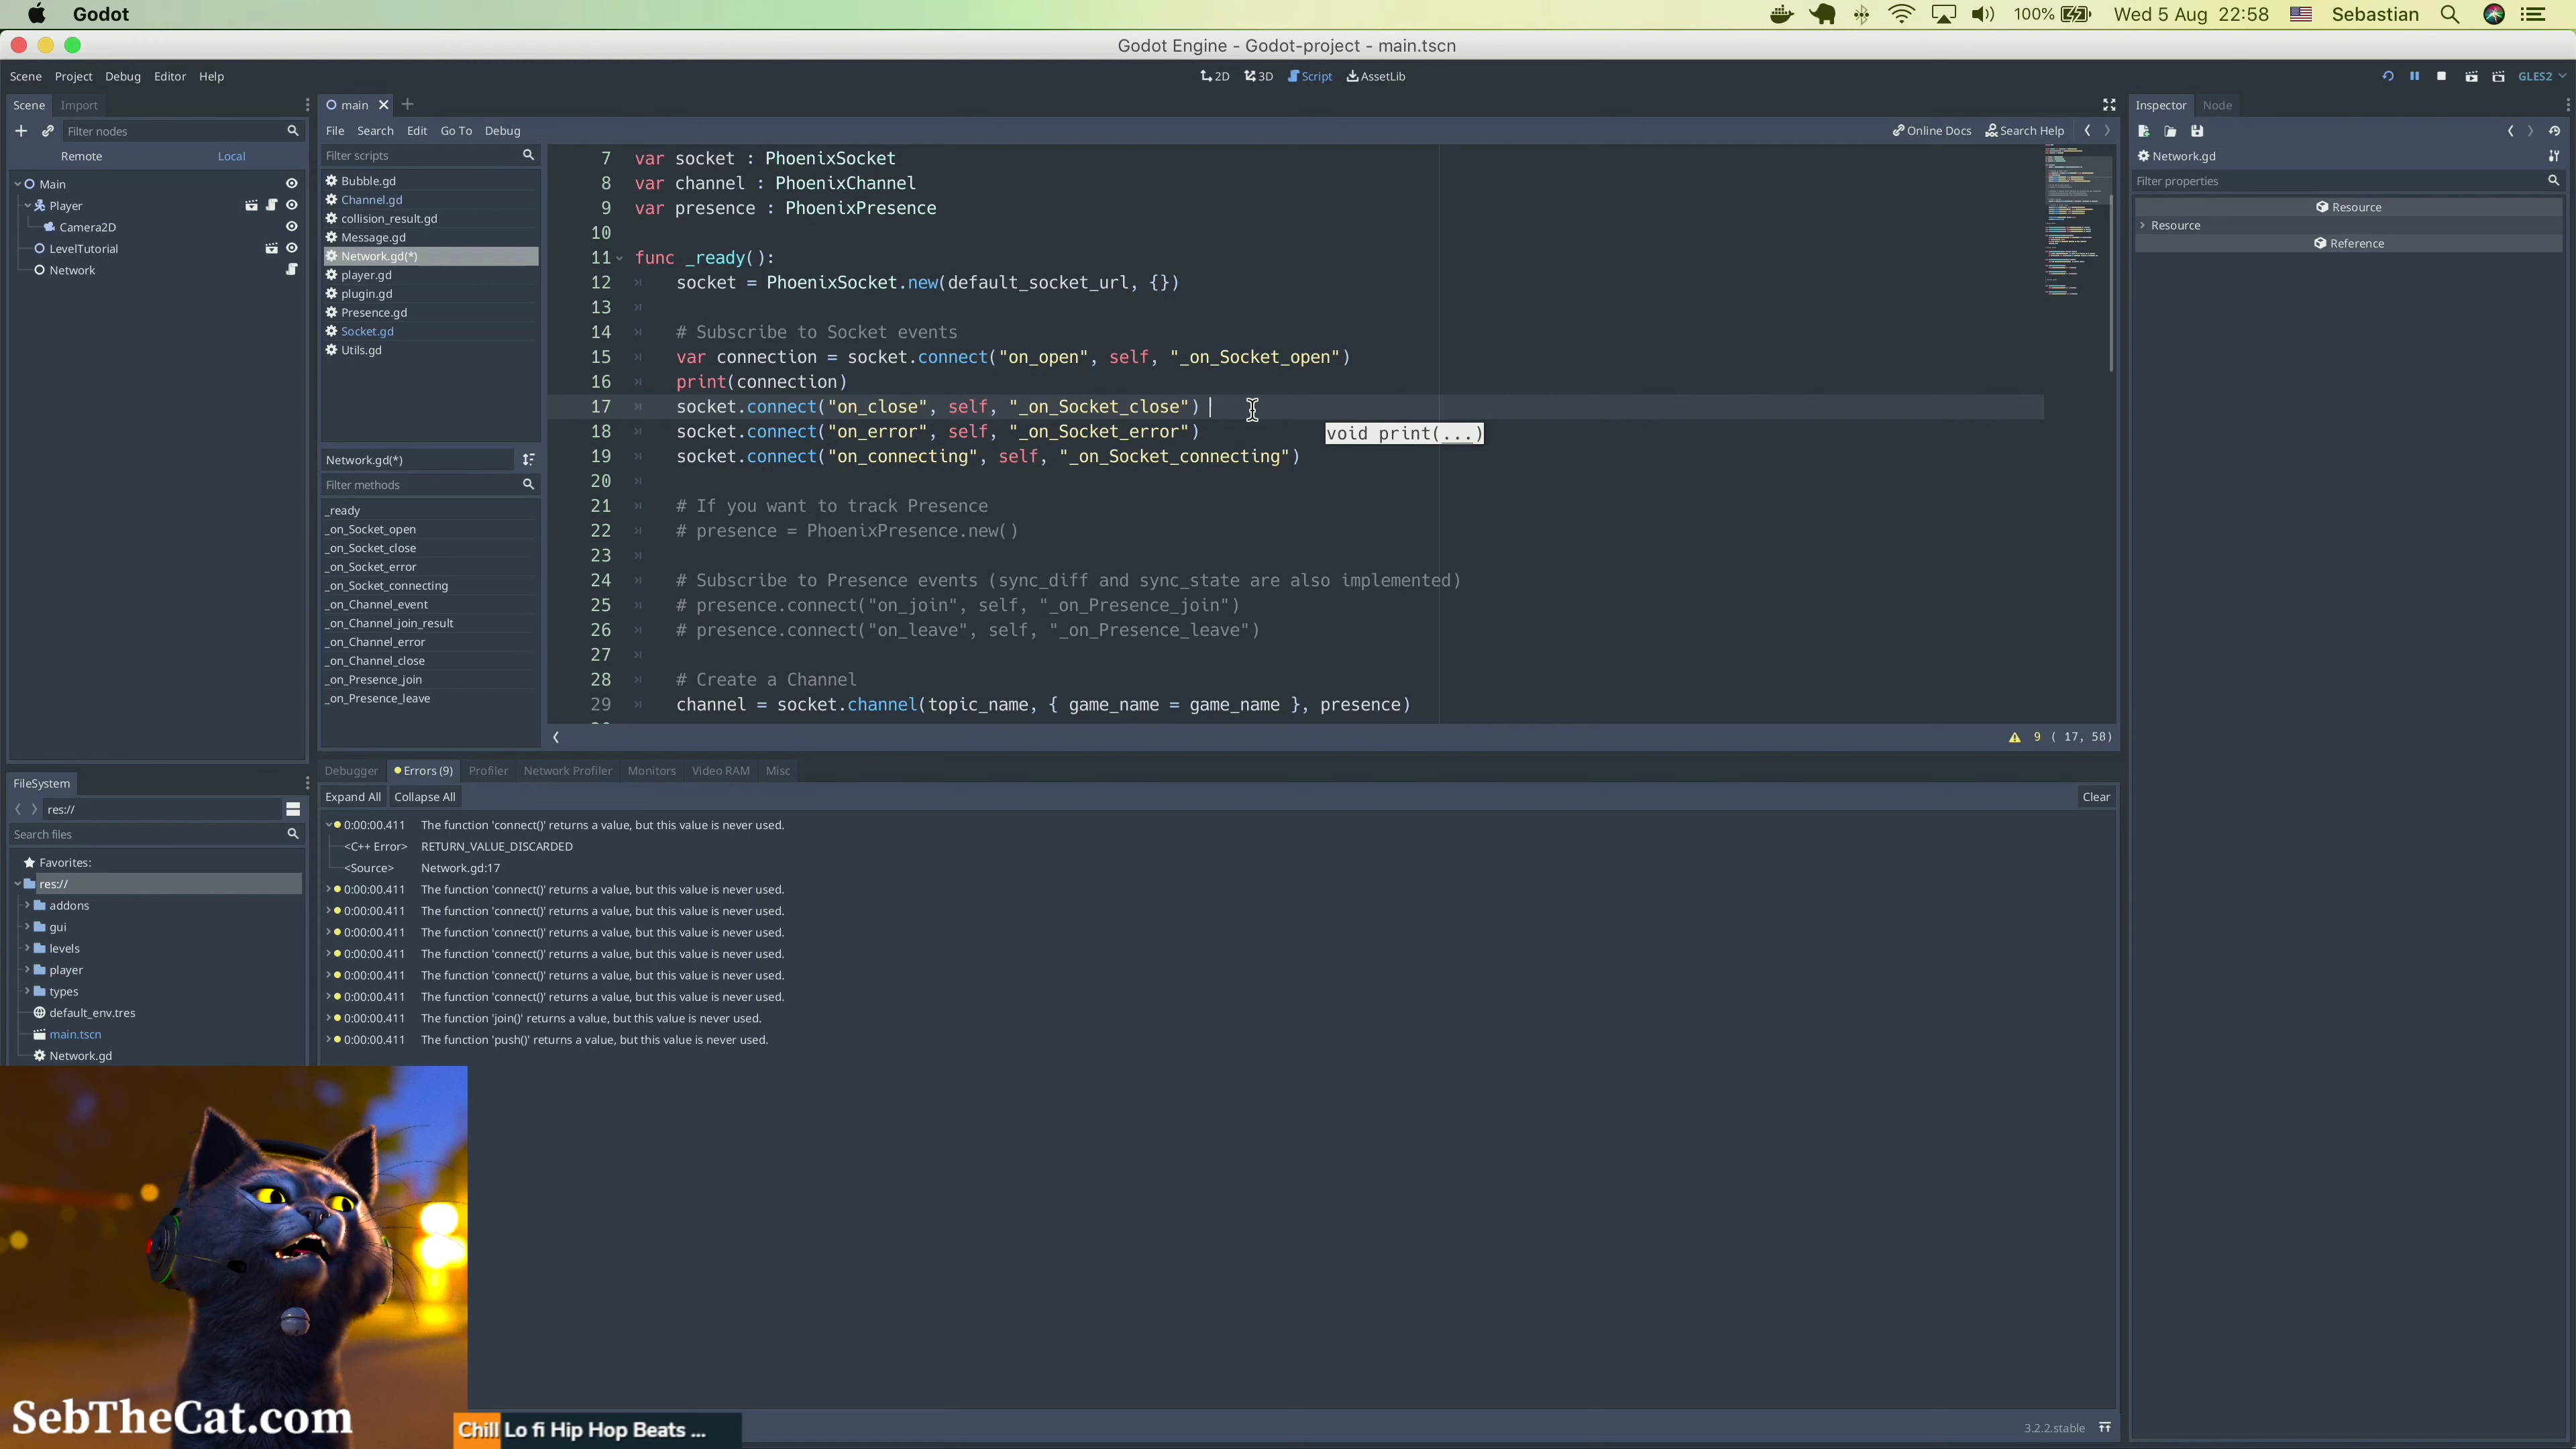 Godot
100%
Wed 5 Aug 22:58
Sebastian
Godot Engine - Godot-project - main.tscn
Scene Project Debug Editor Help
2D 3D Script AssetLib
GLES2
Scene Import
Filter nodes
Remote Local
Main
Player
Camera2D
LevelTutorial
Network
main
File Search Edit Go To Debug
Online Docs Search Help
Filter scripts
Bubble.gd
Channel.gd
collision_result.gd
Message.gd
Network.gd(*)
player.gd
plugin.gd
Presence.gd
Socket.gd
Utils.gd
Network.gd(*)
Filter methods
_ready
_on_Socket_open
_on_Socket_close
_on_Socket_error
_on_Socket_connecting
_on_Channel_event
_on_Channel_join_result
_on_Channel_error
_on_Channel_close
_on_Presence_join
_on_Presence_leave
7 var socket : PhoenixSocket
8 var channel : PhoenixChannel
9 var presence : PhoenixPresence
10
11 func _ready():
12 socket = PhoenixSocket.new(default_socket_url, {})
13
14 # Subscribe to Socket events
15 var connection = socket.connect("on_open", self, "_on_Socket_open")
16 print(connection)
17 socket.connect("on_close", self, "_on_Socket_close")
18 socket.connect("on_error", self, "_on_Socket_error")
void print(...)
19 socket.connect("on_connecting", self, "_on_Socket_connecting")
20
21 # If you want to track Presence
22 # presence = PhoenixPresence.new()
23
24 # Subscribe to Presence events (sync_diff and sync_state are also implemented)
25 # presence.connect("on_join", self, "_on_Presence_join")
26 # presence.connect("on_leave", self, "_on_Presence_leave")
27
28 # Create a Channel
29 channel = socket.channel(topic_name, { game_name = game_name }, presence)
9 ( 17, 58)
Inspector Node
Network.gd
Filter properties
Resource
Resource
Reference
FileSystem
res://
Search files
Favorites:
res://
addons
gui
levels
player
types
default_env.tres
main.tscn
Network.gd
Debugger Errors (9) Profiler Network Profiler Monitors Video RAM Misc
Expand All Collapse All Clear
0:00:00.411 The function 'connect()' returns a value, but this value is never used.
<C++ Error> RETURN_VALUE_DISCARDED
<Source> Network.gd:17
0:00:00.411 The function 'connect()' returns a value, but this value is never used.
0:00:00.411 The function 'connect()' returns a value, but this value is never used.
0:00:00.411 The function 'connect()' returns a value, but this value is never used.
0:00:00.411 The function 'connect()' returns a value, but this value is never used.
0:00:00.411 The function 'connect()' returns a value, but this value is never used.
0:00:00.411 The function 'connect()' returns a value, but this value is never used.
0:00:00.411 The function 'join()' returns a value, but this value is never used.
0:00:00.411 The function 'push()' returns a value, but this value is never used.
SebTheCat.com
Chill Lo fi Hip Hop Beats ...
3.2.2.stable